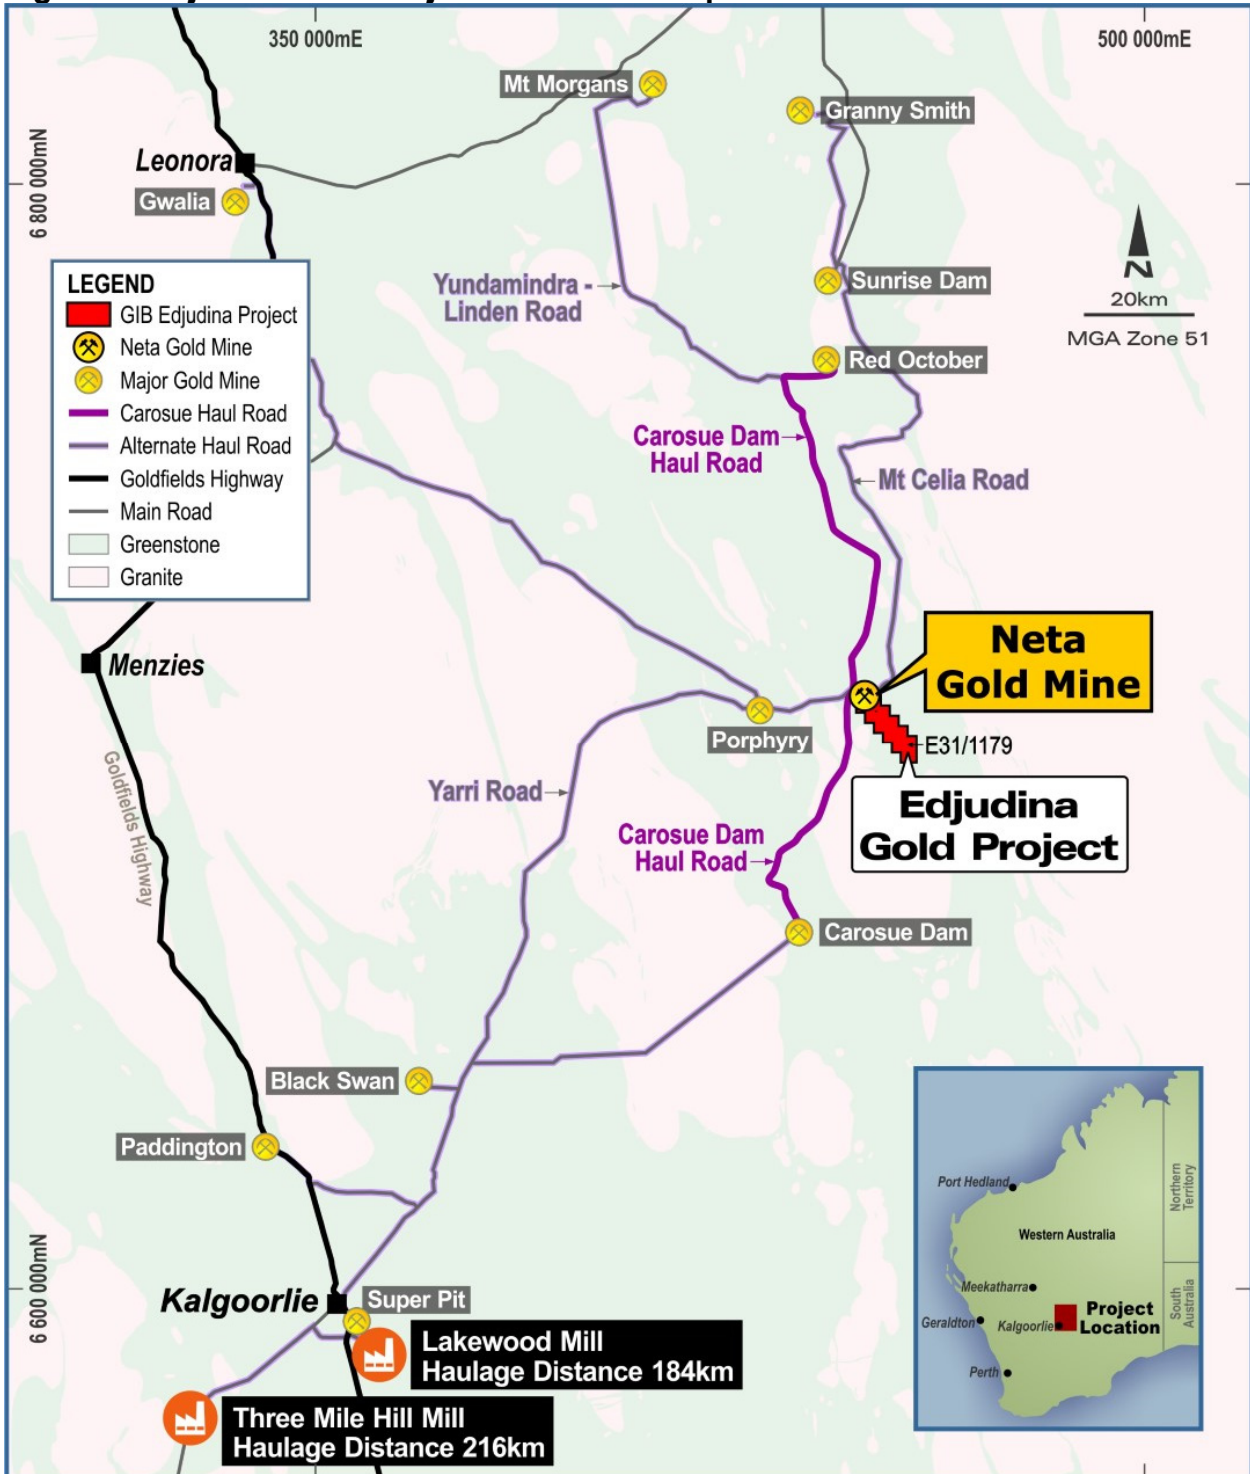 350 000mE
500 000mE
6 800 000mN
6 600 000mN
Mt Morgans
Granny Smith
Leonora
Gwalia
Yundamindra -
Linden Road
Sunrise Dam
N
20km
MGA Zone 51
LEGEND
GIB Edjudina Project
Neta Gold Mine
Major Gold Mine
Carosue Haul Road
Alternate Haul Road
Goldfields Highway
Main Road
Greenstone
Granite
Red October
Carosue Dam
Haul Road
Mt Celia Road
Menzies
Neta
Gold Mine
Porphyry
E31/1179
Goldfields Highway
Yarri Road
Edjudina
Gold Project
Carosue Dam
Haul Road
Carosue Dam
Black Swan
Paddington
Kalgoorlie
Super Pit
Lakewood Mill
Haulage Distance 184km
Three Mile Hill Mill
Haulage Distance 216km
Port Hedland
Northern
Territory
Western Australia
Meekatharra
South
Australia
Geraldton
Kalgoorlie
Project
Location
Perth